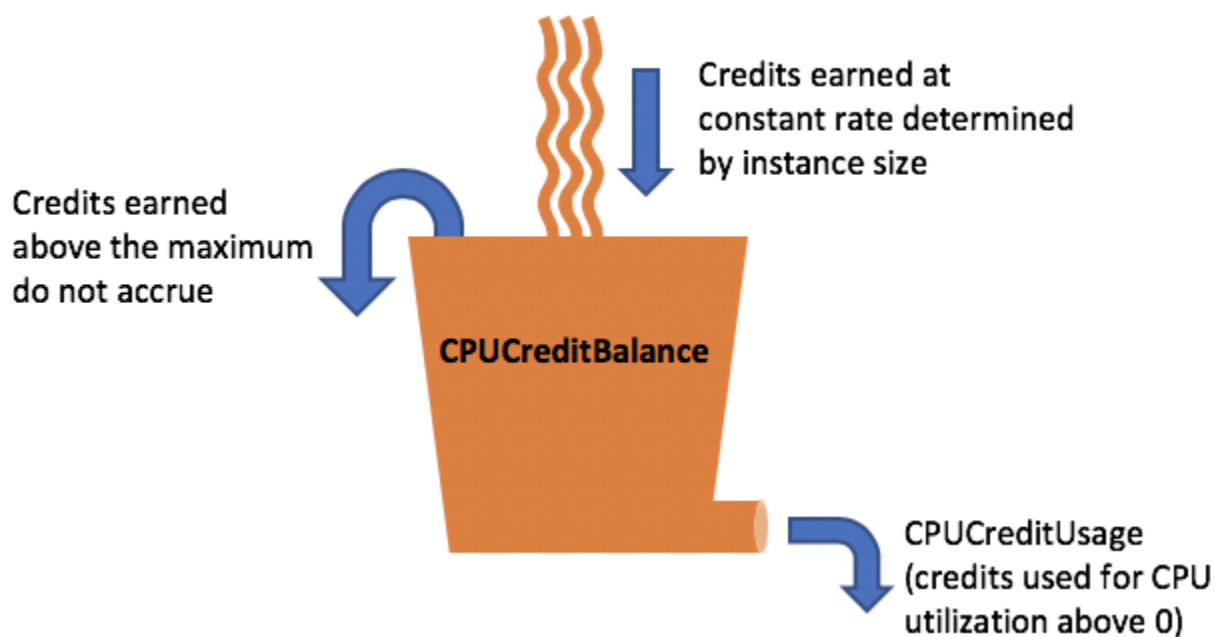 Credits earned at
constant rate determined
by instance size
Credits earned
above the maximum
do not accrue
CPUCreditBalance
CPUCreditUsage
(credits used for CPU
utilization above 0)